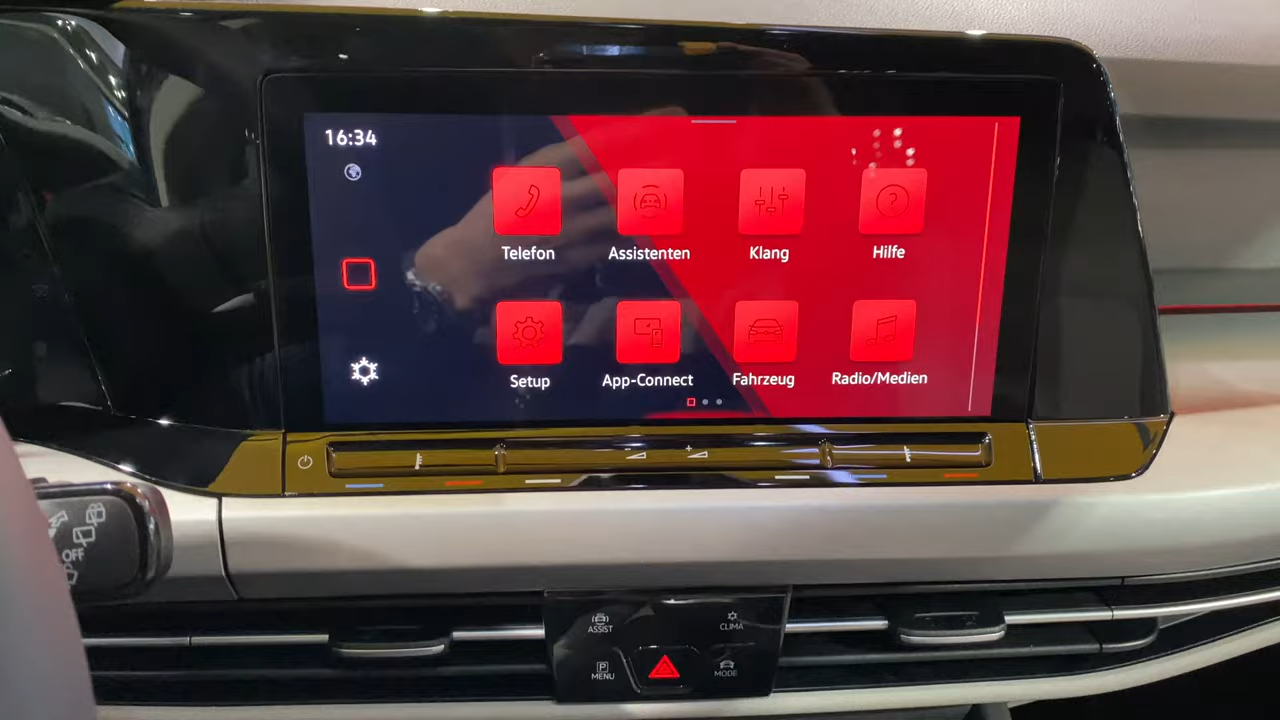 16:34
Telefon
Assistenten
Klang
Hilfe
Setup
App-Connect
Fahrzeug
Radio/Medien
OFF
ASSIST
CLIMA
P
MENU
MODE